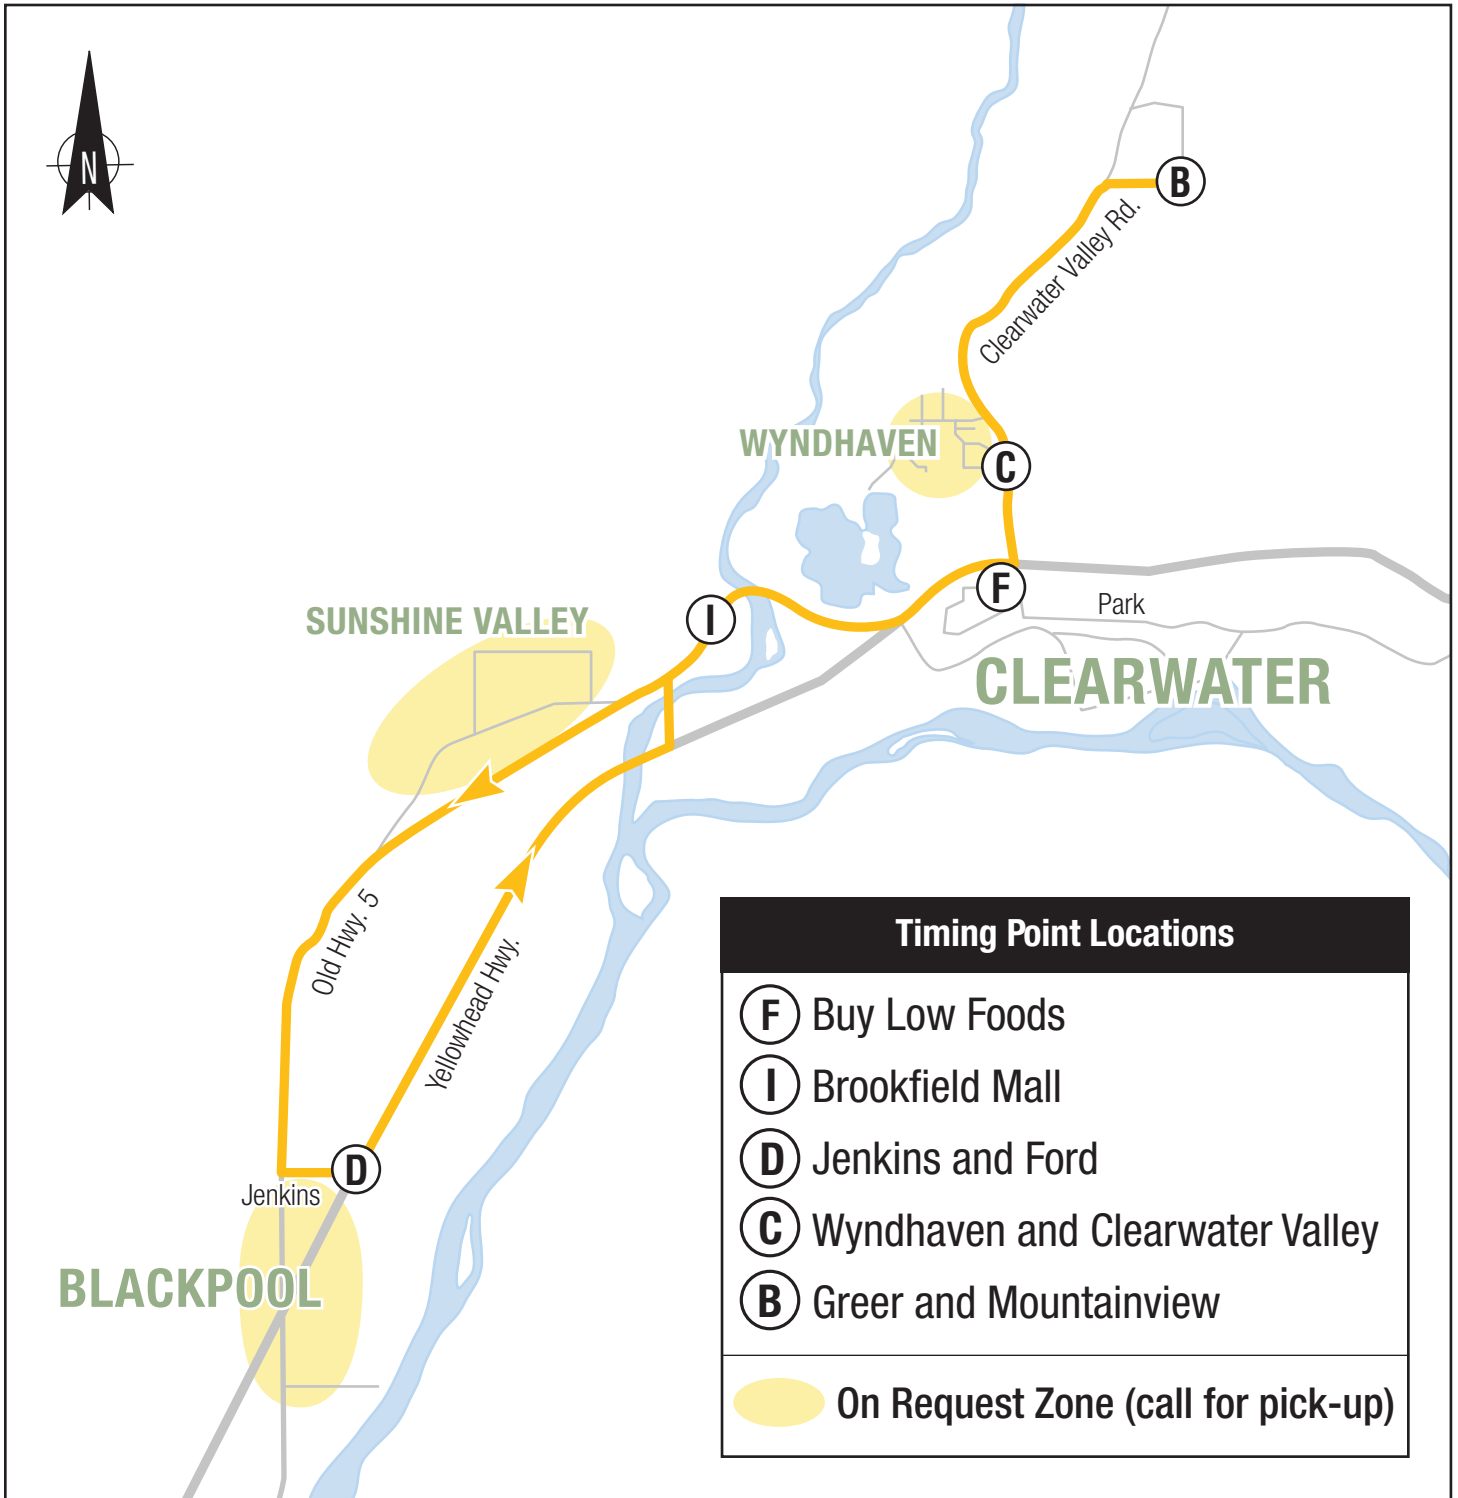 N
B
Clearwater Valley Rd.
WYNDHAVEN
C
F
Park
I
SUNSHINE VALLEY
CLEARWATER
Old Hwy. 5
Yellowhead Hwy.
D
Jenkins
BLACKPOOL
Timing Point Locations
F Buy Low Foods
I Brookfield Mall
D Jenkins and Ford
C Wyndhaven and Clearwater Valley
B Greer and Mountainview
On Request Zone (call for pick-up)